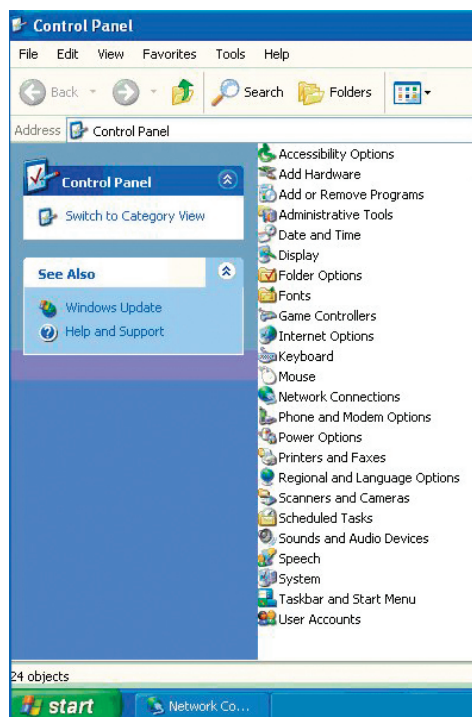 Control Panel
File Edit View Favorites Tools Help
Back Search Folders
Address Control Panel
Control Panel
Switch to Category View
See Also
Windows Update
Help and Support
Accessibility Options
Add Hardware
Add or Remove Programs
Administrative Tools
Date and Time
Display
Folder Options
Fonts
Game Controllers
Internet Options
Keyboard
Mouse
Network Connections
Phone and Modem Options
Power Options
Printers and Faxes
Regional and Language Options
Scanners and Cameras
Scheduled Tasks
Sounds and Audio Devices
Speech
System
Taskbar and Start Menu
User Accounts
24 objects
start Network Co...